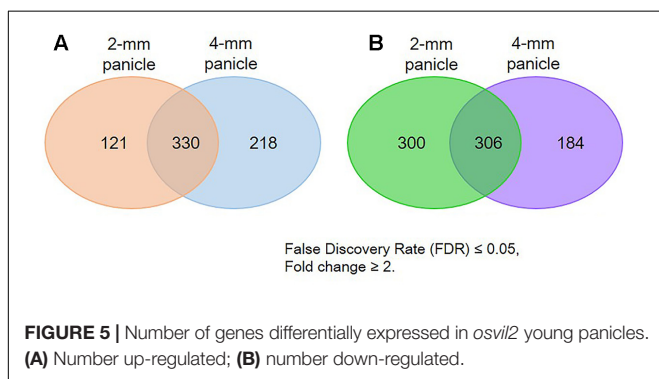 A
2-mm panicle
4-mm panicle
121
330
218
B
2-mm panicle
4-mm panicle
300
306
184
False Discovery Rate (FDR) ≤ 0.05,
Fold change ≥ 2.
FIGURE 5 | Number of genes differentially expressed in osvil2 young panicles.
(A) Number up-regulated; (B) number down-regulated.